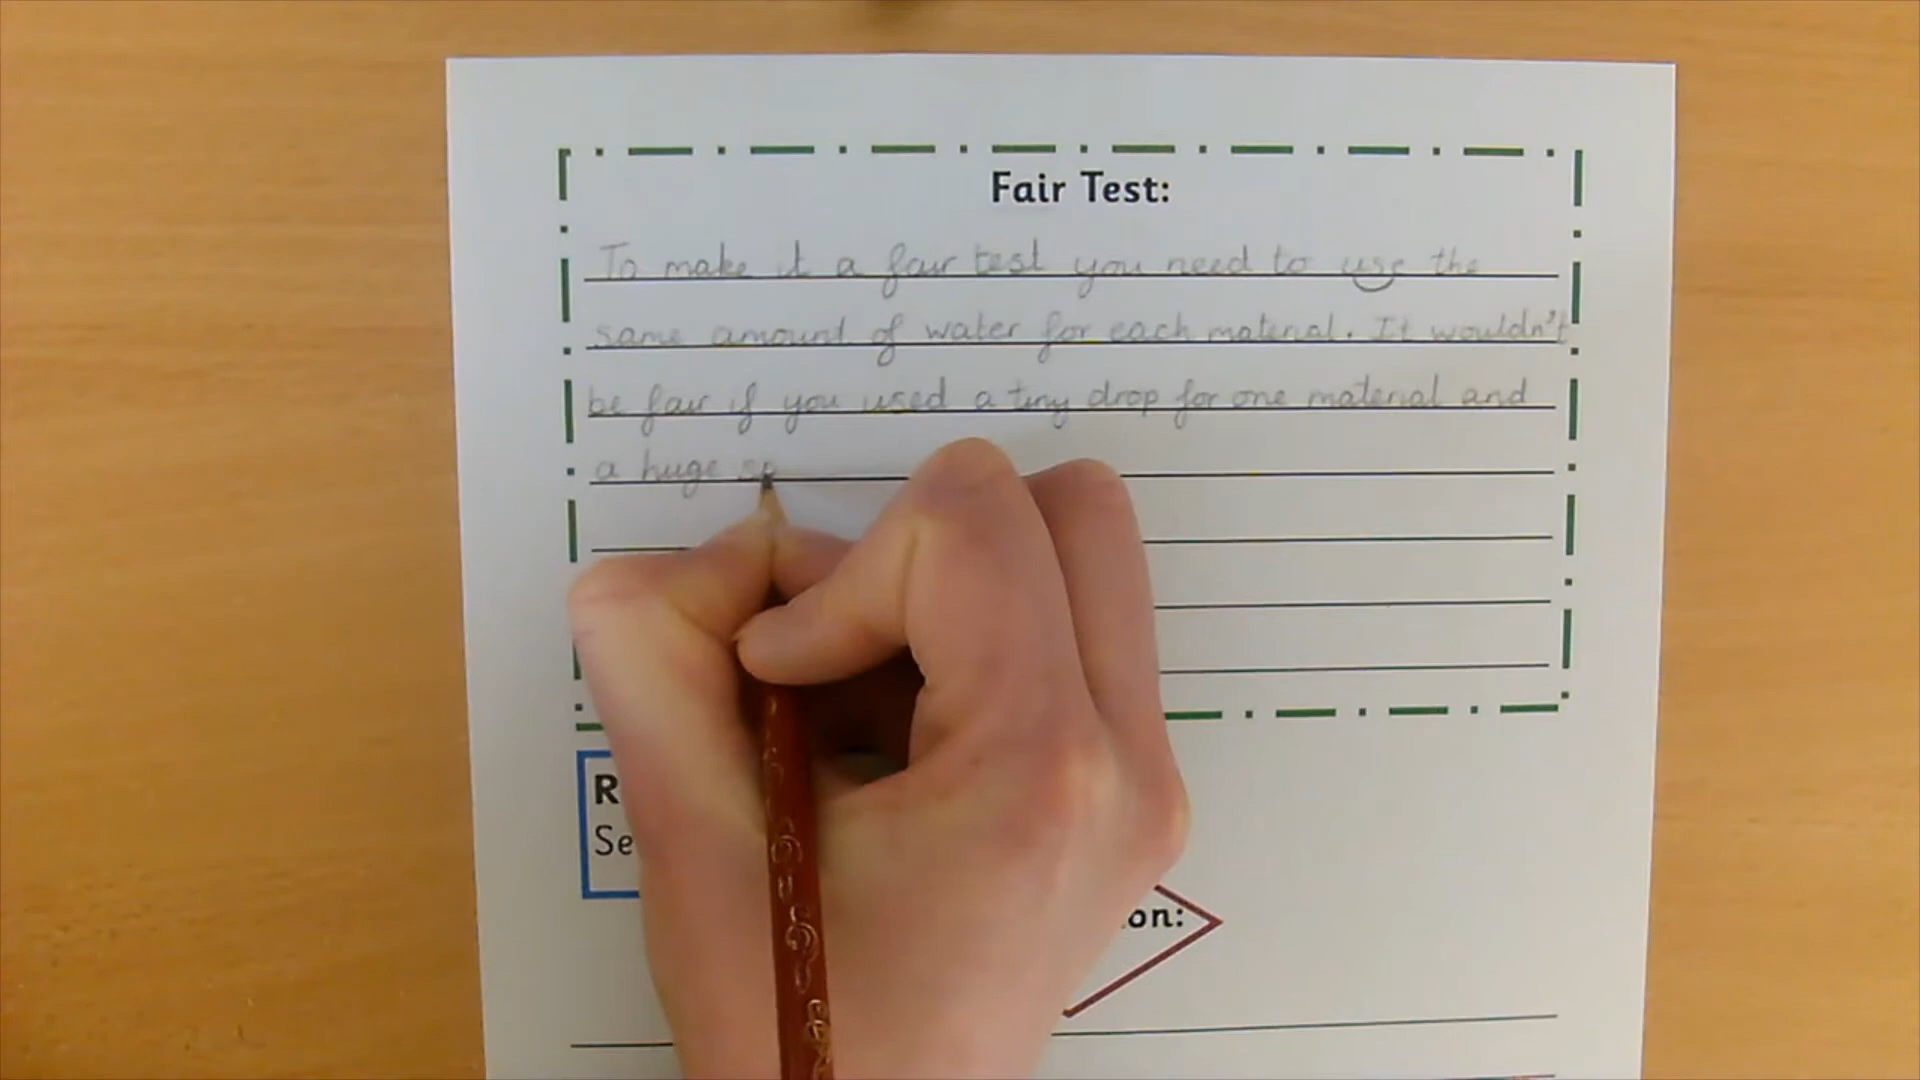 Fair Test:
To make it a fair test you need to use the
same amount of water for each material. It wouldn't
be fair if you used a tiny drop for one material and
a huge sp
R
Se
on: